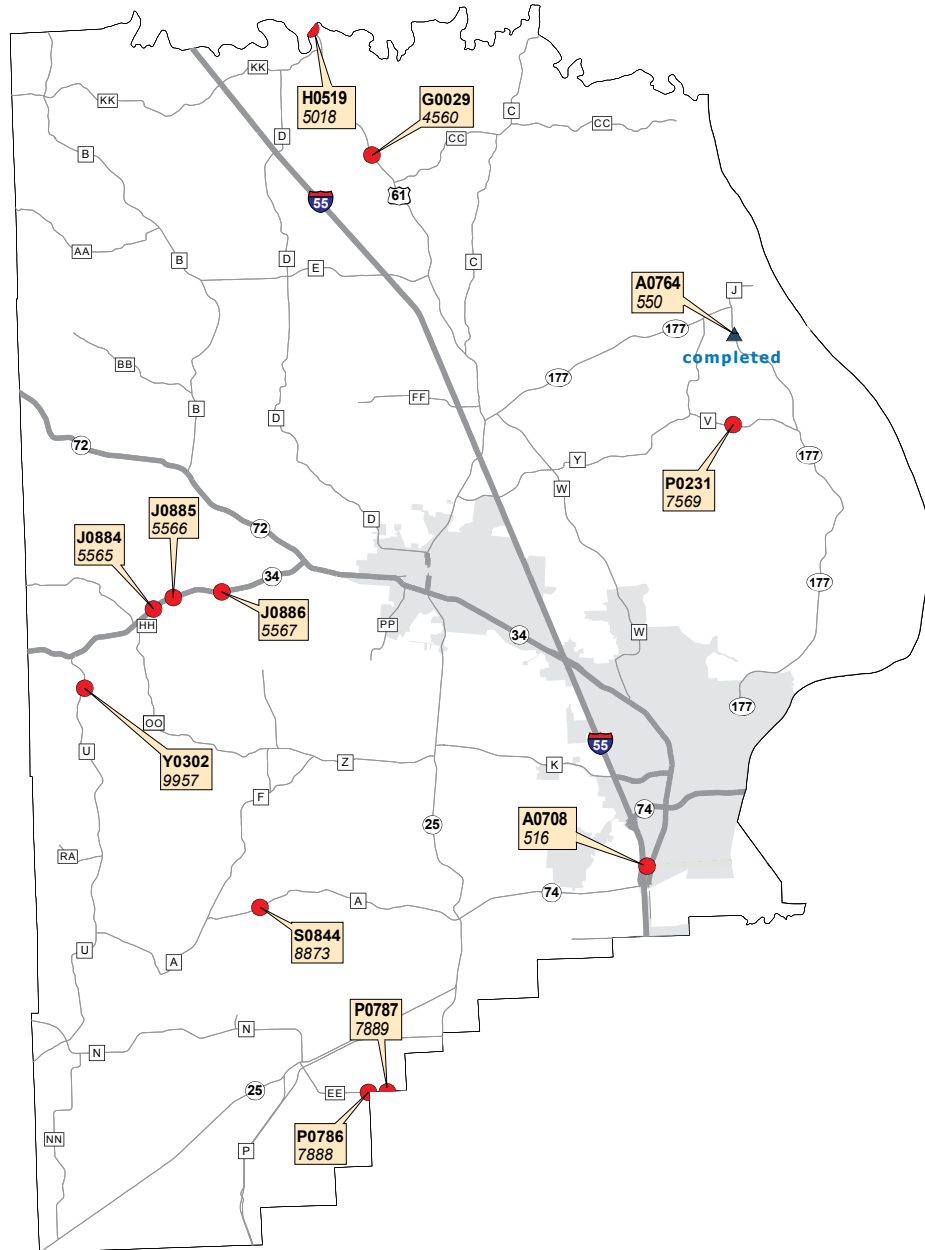 KK
KK
H0519
5018
G0029
4560
C
CC
CC
D
B
55
61
AA
B
D
E
C
A0764
550
J
177
completed
BB
177
FF
B
D
V
72
177
Y
P0231
7569
W
J0885
5566
D
72
J0884
5565
34
J0886
5567
177
HH
PP
34
W
177
OO
U
Y0302
9957
Z
55
K
F
25
74
A0708
516
RA
A
74
S0844
8873
U
A
P0787
7889
N
N
25
EE
P0786
7888
NN
P